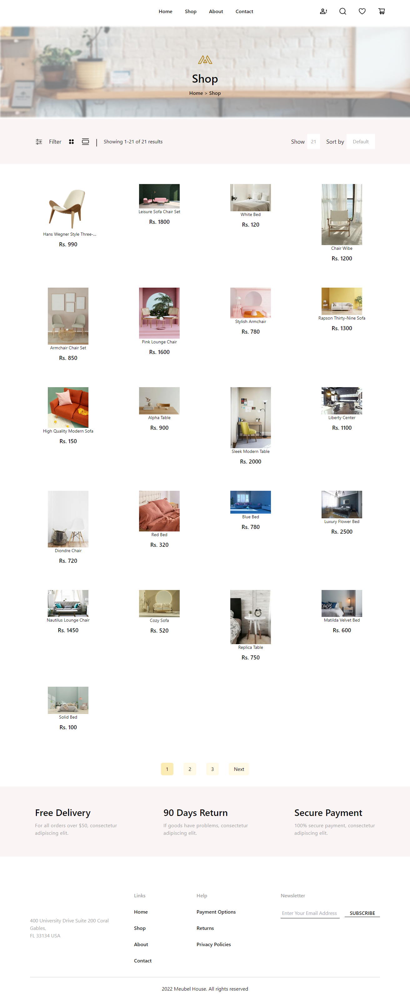 Home Shop About Contact
Shop
Home > Shop
Filter Showing 1-21 of 21 results Show 21 Sort by Default
Hans Wegner Style Three-...
Rs. 990
Leisure Sofa Chair Set
Rs. 1800
White Bed
Rs. 120
Chair Wibe
Rs. 1200
Armchair Chair Set
Rs. 850
Pink Lounge Chair
Rs. 1600
Stylish Armchair
Rs. 780
Rapson Thirty-Nine Sofa
Rs. 1300
High Quality Modern Sofa
Rs. 150
Alpha Table
Rs. 900
Sleek Modern Table
Rs. 2000
Liberty Center
Rs. 1100
Diondre Chair
Rs. 720
Red Bed
Rs. 320
Blue Bed
Rs. 780
Luxury Flower Bed
Rs. 2500
Nautilus Lounge Chair
Rs. 1450
Cozy Sofa
Rs. 520
Replica Table
Rs. 750
Matilda Velvet Bed
Rs. 600
Solid Bed
Rs. 100
1 2 3 Next
Free Delivery
For all orders over $50, consectetur
adipiscing elit.
90 Days Return
If goods have problems, consectetur
adipiscing elit.
Secure Payment
100% secure payment, consectetur
adipiscing elit.
400 University Drive Suite 200 Coral
Gables,
FL 33134 USA
Links
Home
Shop
About
Contact
Help
Payment Options
Returns
Privacy Policies
Newsletter
Enter Your Email Address SUBSCRIBE
2022 Meubel House. All rights reserved